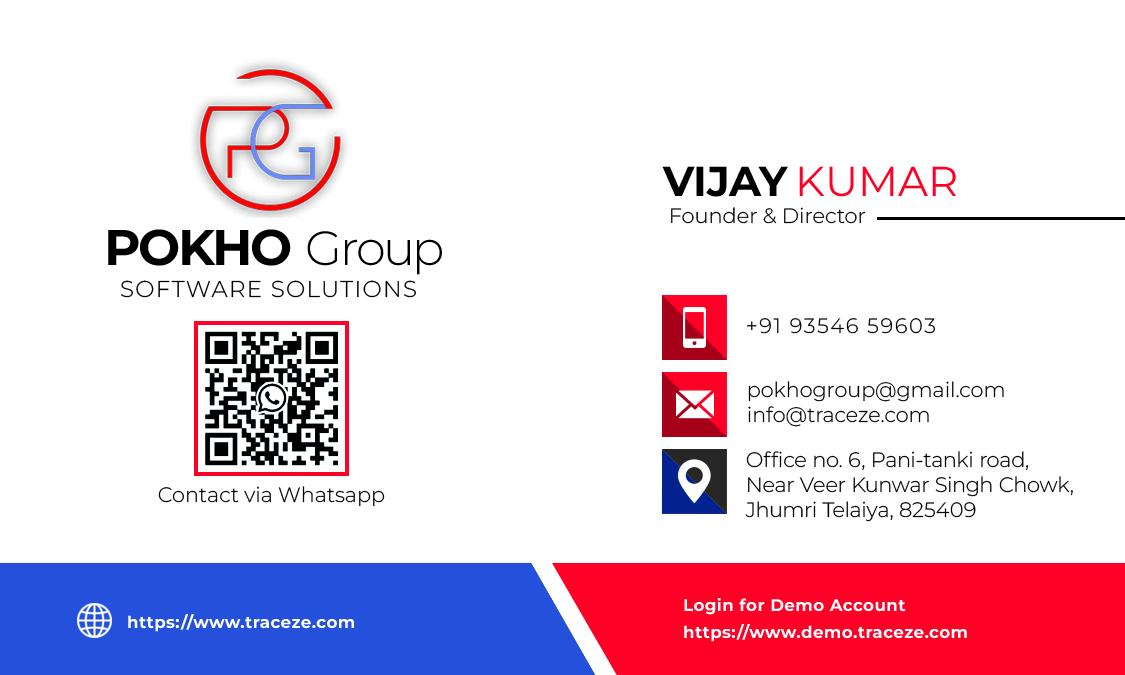 PG
POKHO Group
SOFTWARE SOLUTIONS
Contact via Whatsapp
VIJAY KUMAR
Founder & Director
+91 93546 59603
pokhogroup@gmail.com
info@traceze.com
Office no. 6, Pani-tanki road,
Near Veer Kunwar Singh Chowk,
Jhumri Telaiya, 825409
https://www.traceze.com
Login for Demo Account
https://www.demo.traceze.com